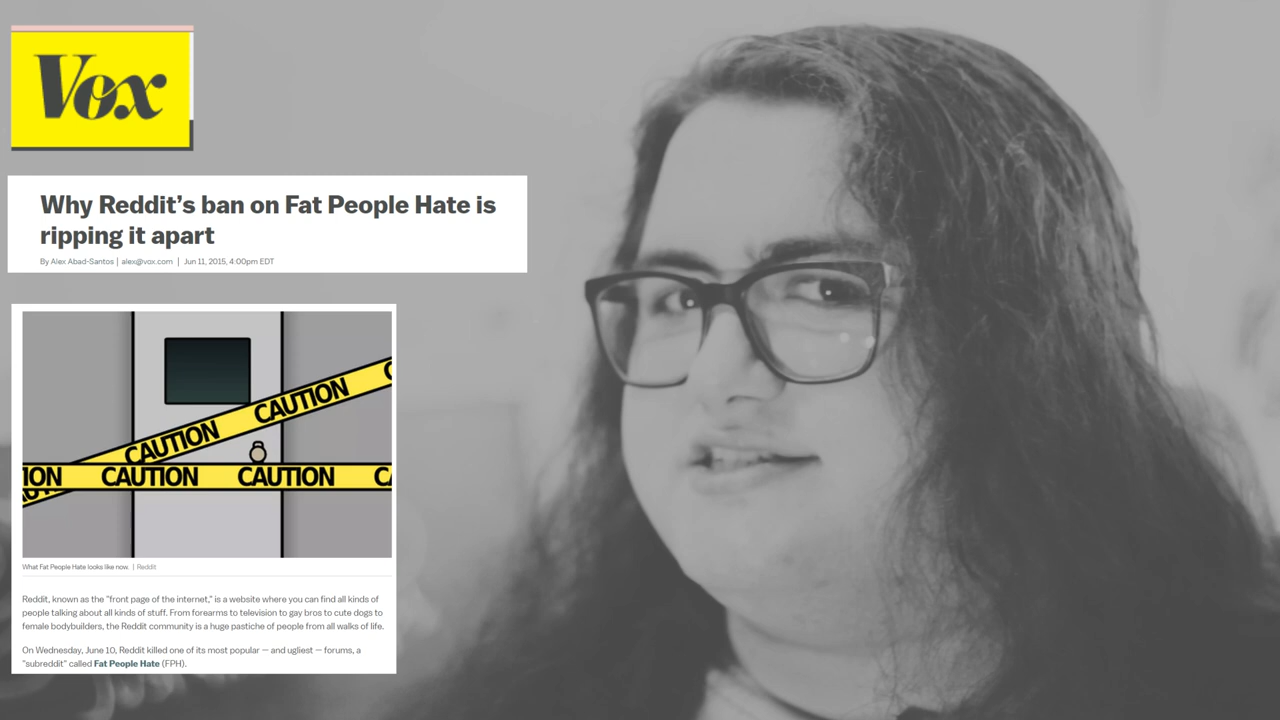 Vox
Why Reddit's ban on Fat People Hate is
ripping it apart
By Alex Abad-Santos | alex@vox.com | Jun 11, 2015, 4:00pm EDT
C
CAUTION
CAUTION
ION CAUTION CAUTION CA
AUT
What Fat People Hate looks like now. | Reddit
Reddit, known as the "front page of the internet," is a website where you can find all kinds of
people talking about all kinds of stuff. From forearms to television to gay bros to cute dogs to
female bodybuilders, the Reddit community is a huge pastiche of people from all walks of life.
On Wednesday, June 10, Reddit killed one of its most popular — and ugliest — forums, a
"subreddit" called Fat People Hate (FPH).